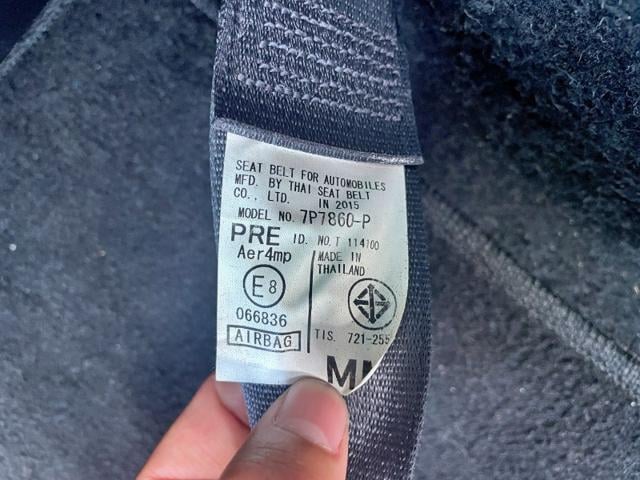 SEAT BELT FOR AUTOMOBILES
MFD. BY THAI SEAT BELT
CO., LTD. IN 2015
MODEL NO. 7P7860-P
PRE ID. NO. T 114100
Aer4mp
MADE IN
THAILAND
E8
066836
AIRBAG
TIS. 721-255